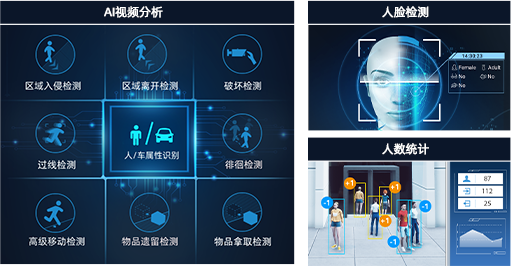 AI视频分析
区域入侵检测
区域离开检测
破坏检测
过线检测
人/车属性识别
徘徊检测
高级移动检测
物品遗留检测
物品拿取检测
人脸检测
14:30:23
Female
Adult
No
No
No
人数统计
-1
+1
+1
+1
-1
-1
87
112
25